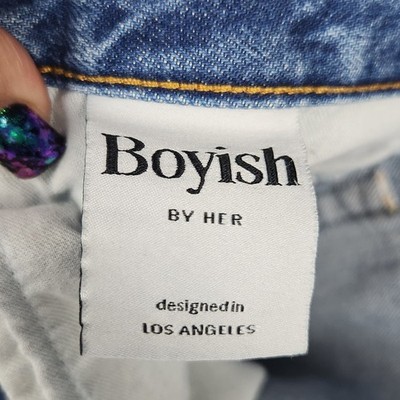 Boyish
BY HER
designed in
LOS ANGELES